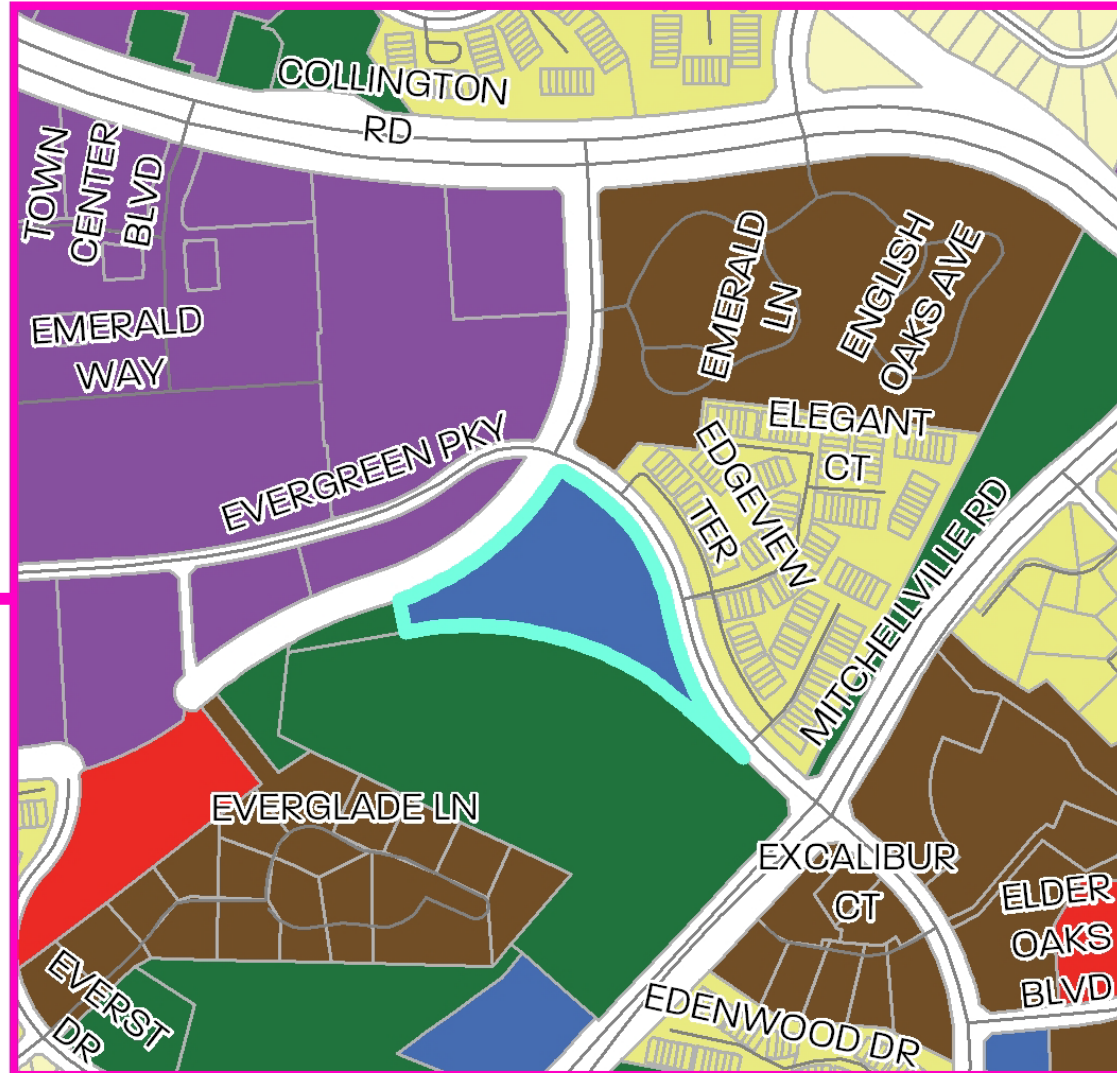 COLLINGTON
RD
TOWN
CENTER
BLVD
EMERALD
LN
ENGLISH
OAKS AVE
EMERALD
WAY
ELEGANT
CT
EVERGREEN PKY
EDGEVIEW
TER
MITCHELLVILLE RD
EVERGLADE LN
EXCALIBUR
CT
ELDER
OAKS
BLVD
EVERST
DR
EDENWOOD DR